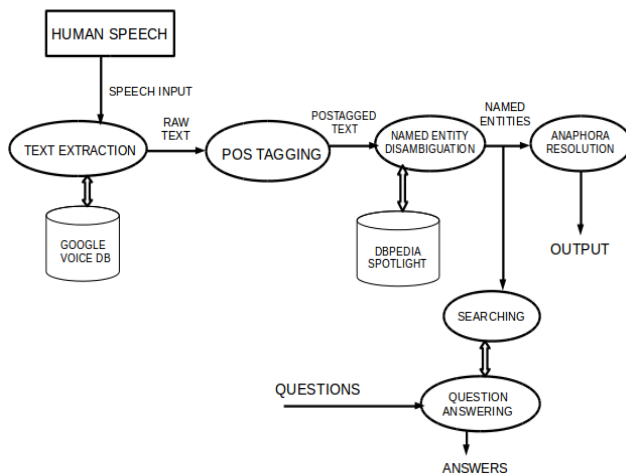 HUMAN SPEECH
SPEECH INPUT
RAW
TEXT
POSTAGGED
TEXT
NAMED
ENTITIES
TEXT EXTRACTION
POS TAGGING
NAMED ENTITY
DISAMBIGUATION
ANAPHORA
RESOLUTION
GOOGLE
VOICE DB
DBPEDIA
SPOTLIGHT
OUTPUT
SEARCHING
QUESTIONS
QUESTION
ANSWERING
ANSWERS